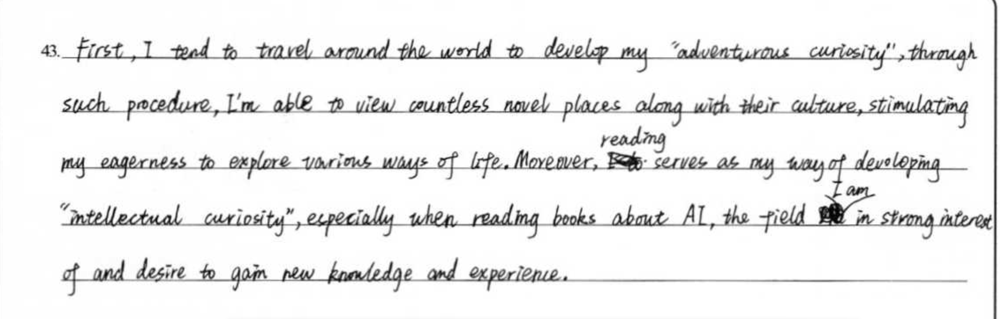 43. First, I tend to travel around the world to develop my "adventurous curiosity", through
such procedure, I'm able to view countless novel places along with their culture, stimulating
my eagerness to explore various ways of life. Moreover, reading serves as my way of developing
"intellectual curiosity", especially when reading books about AI, the field I am in strong interest
of and desire to gain new knowledge and experience.